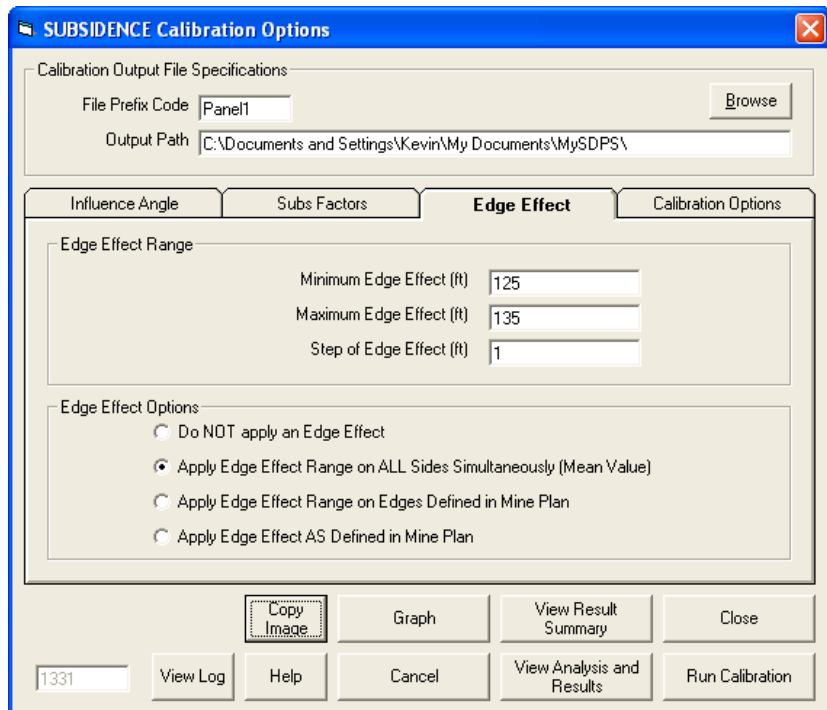 SUBSIDENCE Calibration Options
Calibration Output File Specifications
File Prefix Code Panel1 Browse
Output Path C:\Documents and Settings\Kevin\My Documents\MySDPS\
Influence Angle Subs Factors Edge Effect Calibration Options
Edge Effect Range
Minimum Edge Effect (ft) 125
Maximum Edge Effect (ft) 135
Step of Edge Effect (ft) 1
Edge Effect Options
Do NOT apply an Edge Effect
Apply Edge Effect Range on ALL Sides Simultaneously (Mean Value)
Apply Edge Effect Range on Edges Defined in Mine Plan
Apply Edge Effect AS Defined in Mine Plan
Copy Image Graph View Result Summary Close
1331 View Log Help Cancel View Analysis and Results Run Calibration